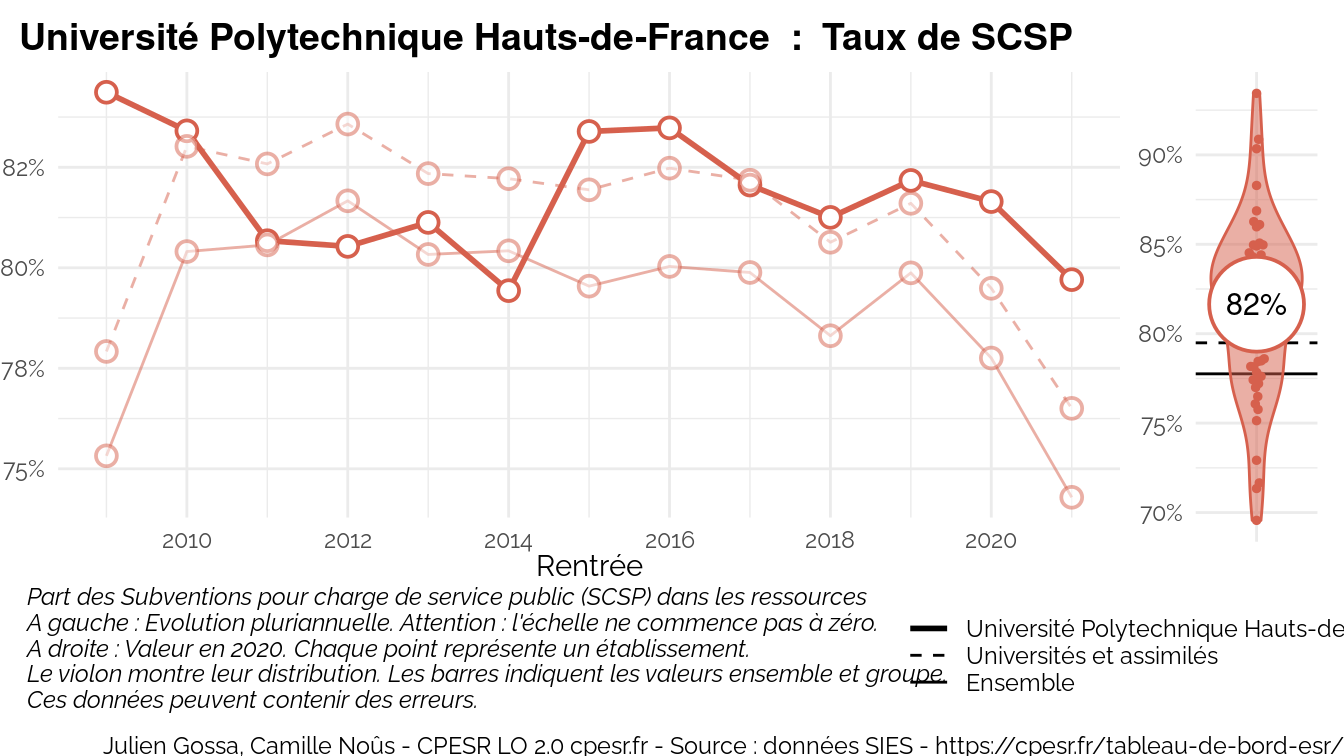 Université Polytechnique Hauts-de-France : Taux de SCSP
82%
80%
78%
75%
2010 2012 2014 2016 2018 2020
Rentrée
90%
85%
82%
80%
75%
70%
Part des Subventions pour charge de service public (SCSP) dans les ressources
A gauche : Evolution pluriannuelle. Attention : l'échelle ne commence pas à zéro.
A droite : Valeur en 2020. Chaque point représente un établissement.
Le violon montre leur distribution. Les barres indiquent les valeurs ensemble et groupe.
Ces données peuvent contenir des erreurs.
Université Polytechnique Hauts-de
Universités et assimilés
Ensemble
Julien Gossa, Camille Noûs - CPESR LO 2.0 cpesr.fr - Source : données SIES - https://cpesr.fr/tableau-de-bord-esr/